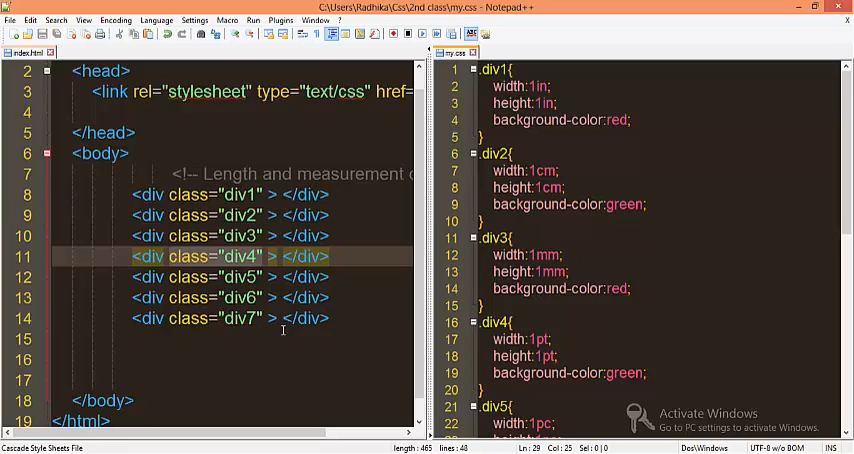 C:\Users\Radhika\Css\2nd class\my.css - Notepad++
File Edit Search View Encoding Language Settings Macro Run Plugins Window ? X
index.html
2 <head>
3 <link rel="stylesheet" type="text/css" href=
4
5 </head>
6 <body>
7 <!-- Length and measurement
8 <div class="div1" > </div>
9 <div class="div2" > </div>
10 <div class="div3" > </div>
11 <div class="div4" > </div>
12 <div class="div5" > </div>
13 <div class="div6" > </div>
14 <div class="div7" > </div>
15
16
17
18 </body>
19 </html>
my.css
1 .div1{
2 width:1in;
3 height:1in;
4 background-color:red;
5 }
6 .div2{
7 width:1cm;
8 height:1cm;
9 background-color:green;
10 }
11 .div3{
12 width:1mm;
13 height:1mm;
14 background-color:red;
15 }
16 .div4{
17 width:1pt;
18 height:1pt;
19 background-color:green;
20 }
21 .div5{
22 width:1pc;
Activate Windows
Go to PC settings to activate Windows.
Cascade Style Sheets File length : 465 lines : 48 Ln : 29 Col : 25 Sel : 0 | 0 Dos\Windows UTF-8 w/o BOM INS